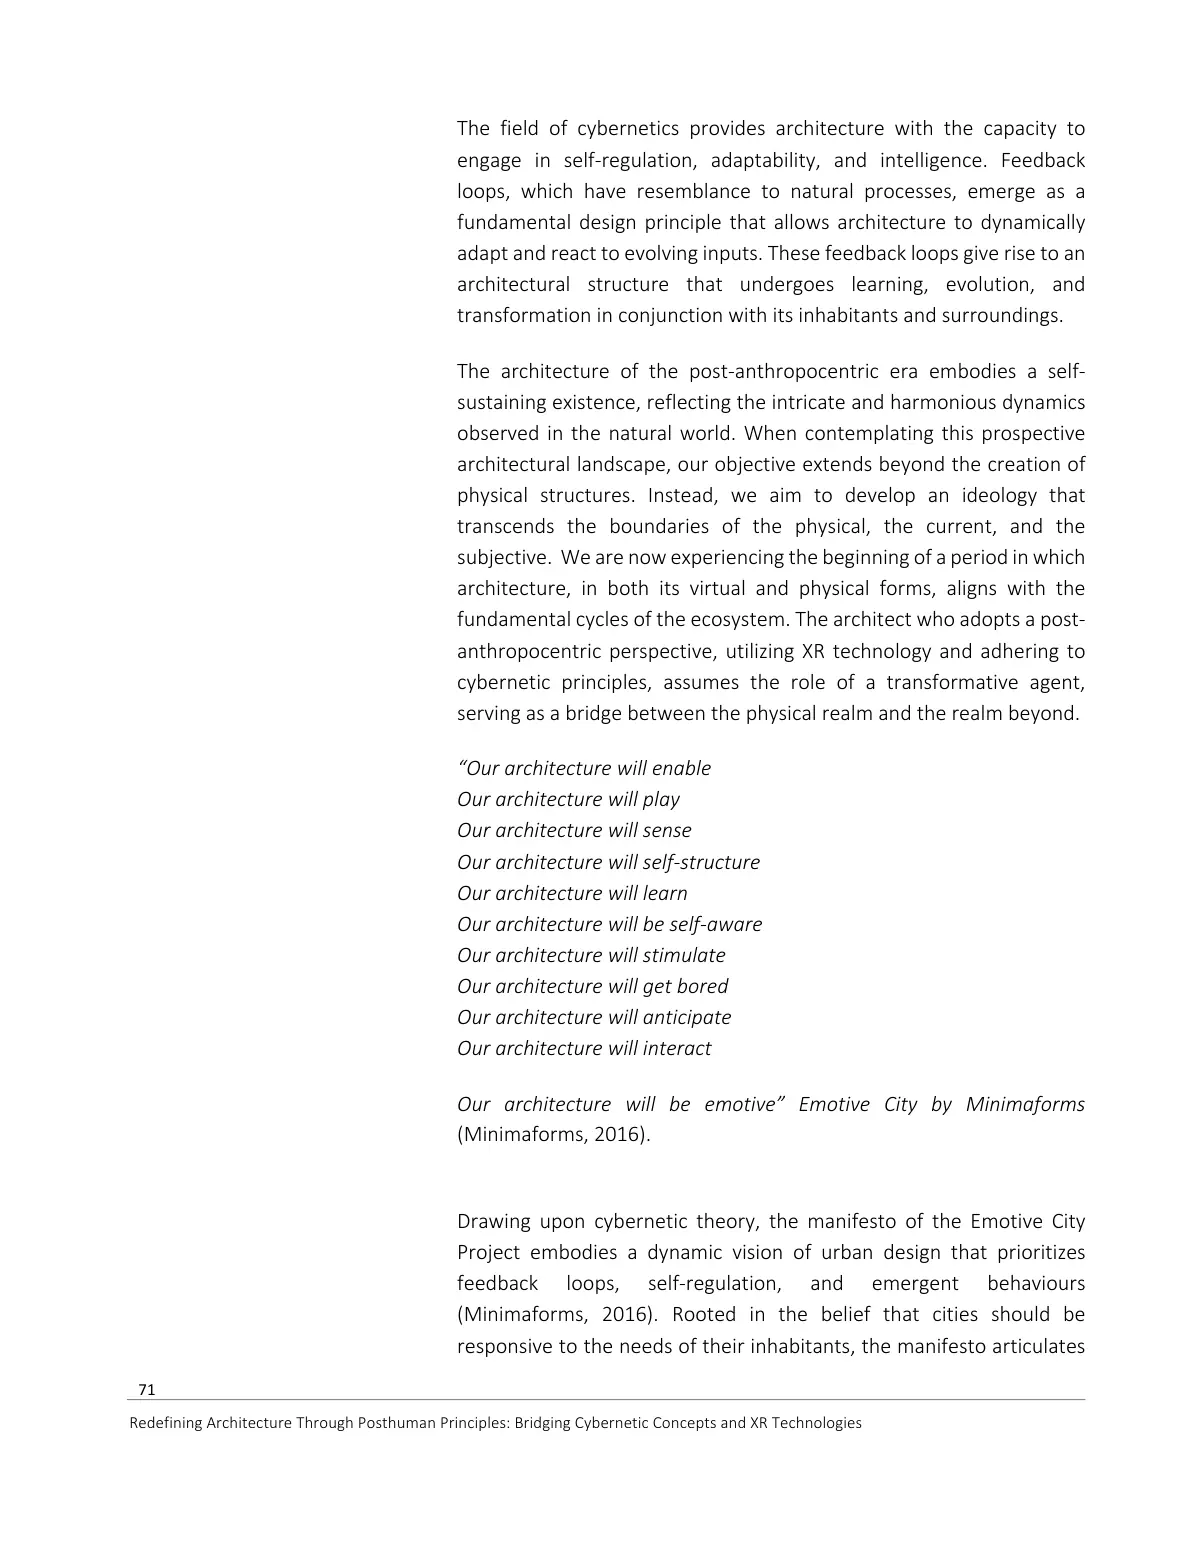 The field of cybernetics provides architecture with the capacity to
engage in self-regulation, adaptability, and intelligence. Feedback
loops, which have resemblance to natural processes, emerge as a
fundamental design principle that allows architecture to dynamically
adapt and react to evolving inputs. These feedback loops give rise to an
architectural structure that undergoes learning, evolution, and
transformation in conjunction with its inhabitants and surroundings.
The architecture of the post-anthropocentric era embodies a self-
sustaining existence, reflecting the intricate and harmonious dynamics
observed in the natural world. When contemplating this prospective
architectural landscape, our objective extends beyond the creation of
physical structures. Instead, we aim to develop an ideology that
transcends the boundaries of the physical, the current, and the
subjective.  We are now experiencing the beginning of a period in which
architecture, in both its virtual and physical forms, aligns with the
fundamental cycles of the ecosystem. The architect who adopts a post-
anthropocentric perspective, utilizing XR technology and adhering to
cybernetic principles, assumes the role of a transformative agent,
serving as a bridge between the physical realm and the realm beyond.
“Our architecture will enable
Our architecture will play
Our architecture will sense
Our architecture will self-structure
Our architecture will learn
Our architecture will be self-aware
Our architecture will stimulate
Our architecture will get bored
Our architecture will anticipate
Our architecture will interact
Our architecture will be emotive” Emotive City by Minimaforms
(Minimaforms, 2016).
Drawing upon cybernetic theory, the manifesto of the Emotive City
Project embodies a dynamic vision of urban design that prioritizes
feedback loops, self-regulation, and emergent behaviours
(Minimaforms, 2016). Rooted in the belief that cities should be
responsive to the needs of their inhabitants, the manifesto articulates
71
Redefining Architecture Through Posthuman Principles: Bridging Cybernetic Concepts and XR Technologies